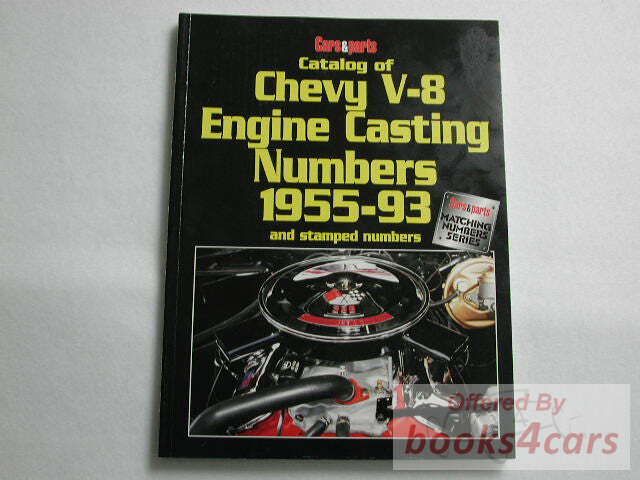 Cars&parts
Catalog of
Chevy V-8
Engine Casting
Numbers
1955-93
and stamped numbers
Cars&parts
MATCHING
NUMBERS
SERIES
Offered By
books4cars